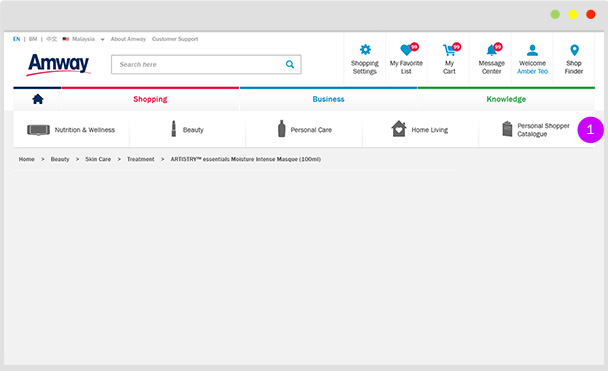 EN | BM | 中文 Malaysia About Amway Customer Support
Amway
Search here
Shopping Settings
99
My Favorite List
99
My Cart
99
Message Center
Welcome Amber Teo
Shop Finder
Shopping Business Knowledge
Nutrition & Wellness Beauty Personal Care Home Living Personal Shopper Catalogue
1
Home > Beauty > Skin Care > Treatment > ARTISTRY™ essentials Moisture Intense Masque (100ml)